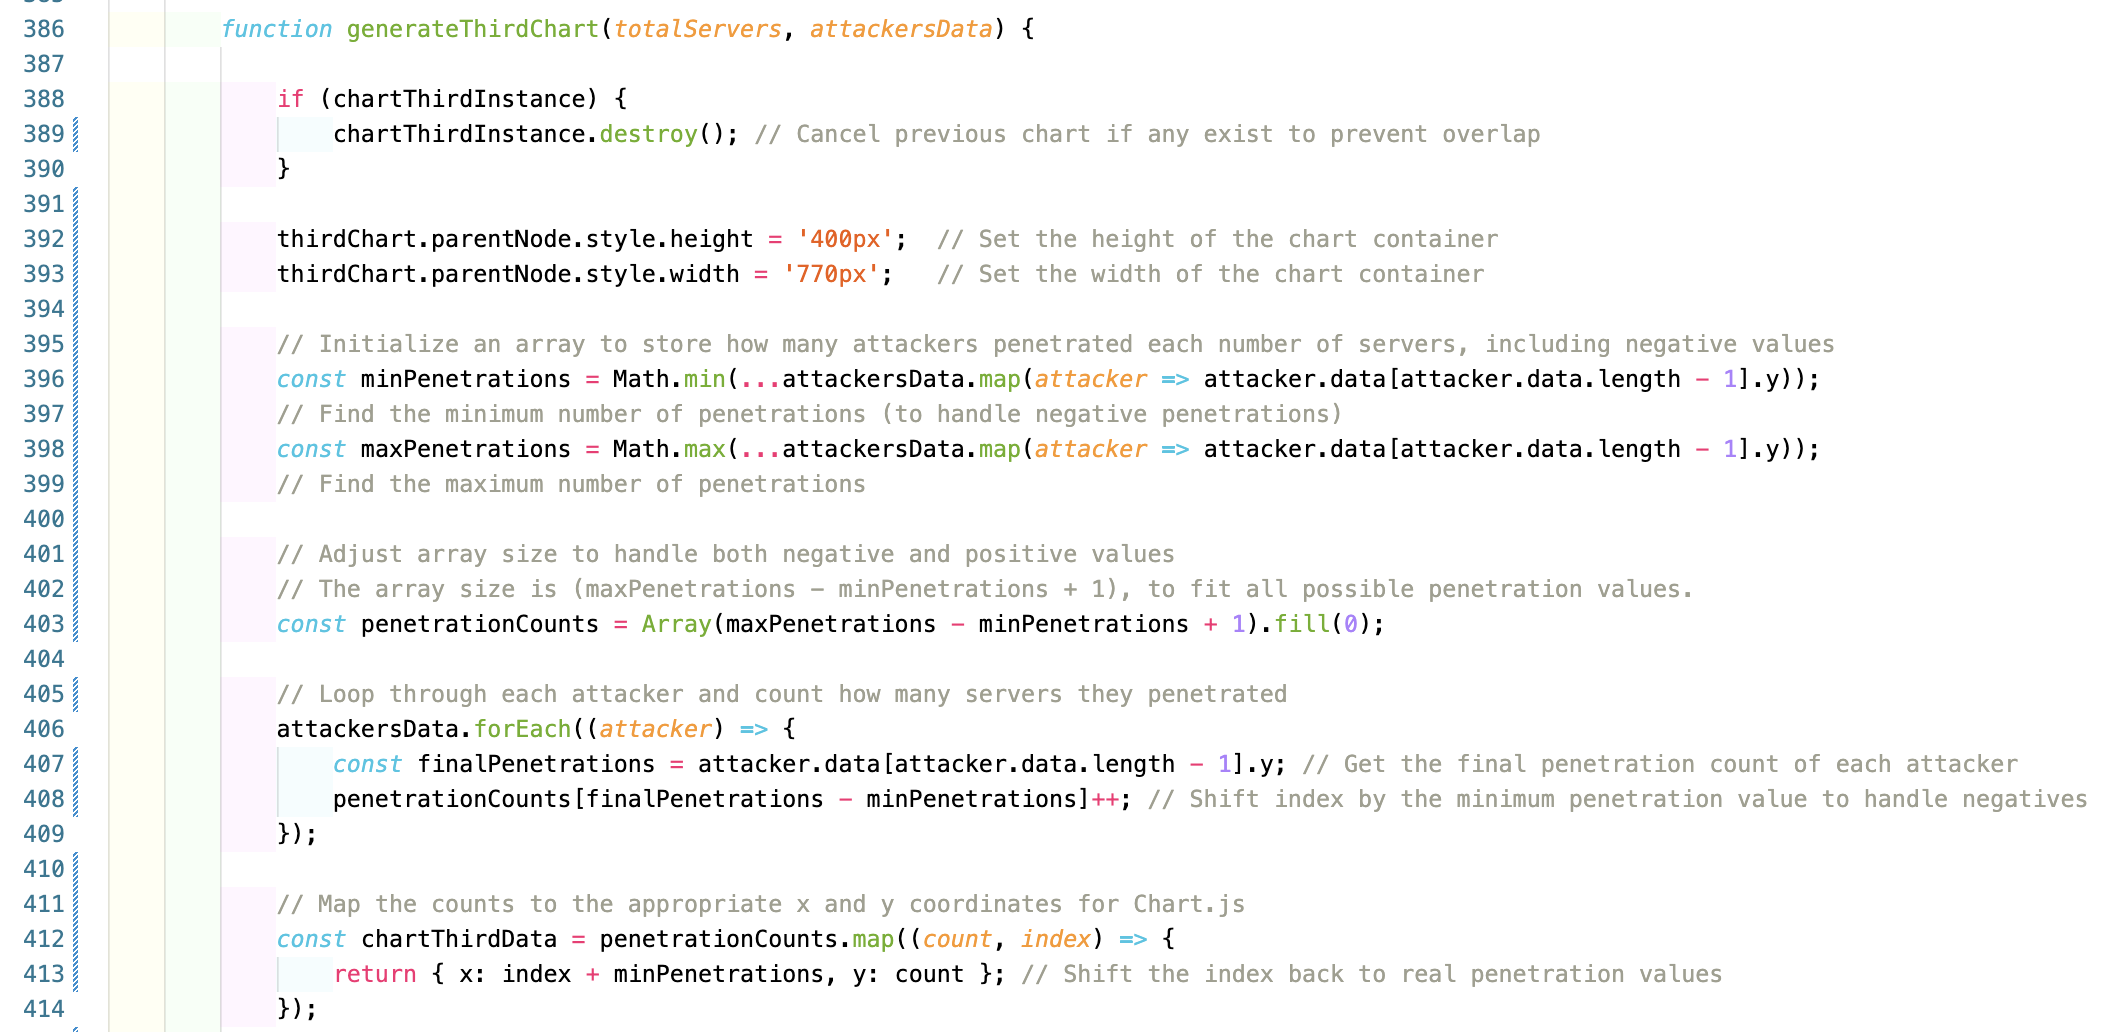 386 function generateThirdChart(totalServers, attackersData) {
387
388 if (chartThirdInstance) {
389 chartThirdInstance.destroy(); // Cancel previous chart if any exist to prevent overlap
390 }
391
392 thirdChart.parentNode.style.height = '400px';  // Set the height of the chart container
393 thirdChart.parentNode.style.width = '770px';   // Set the width of the chart container
394
395 // Initialize an array to store how many attackers penetrated each number of servers, including negative values
396 const minPenetrations = Math.min(...attackersData.map(attacker => attacker.data[attacker.data.length - 1].y));
397 // Find the minimum number of penetrations (to handle negative penetrations)
398 const maxPenetrations = Math.max(...attackersData.map(attacker => attacker.data[attacker.data.length - 1].y));
399 // Find the maximum number of penetrations
400
401 // Adjust array size to handle both negative and positive values
402 // The array size is (maxPenetrations - minPenetrations + 1), to fit all possible penetration values.
403 const penetrationCounts = Array(maxPenetrations - minPenetrations + 1).fill(0);
404
405 // Loop through each attacker and count how many servers they penetrated
406 attackersData.forEach((attacker) => {
407 const finalPenetrations = attacker.data[attacker.data.length - 1].y; // Get the final penetration count of each attacker
408 penetrationCounts[finalPenetrations - minPenetrations]++; // Shift index by the minimum penetration value to handle negatives
409 });
410
411 // Map the counts to the appropriate x and y coordinates for Chart.js
412 const chartThirdData = penetrationCounts.map((count, index) => {
413 return { x: index + minPenetrations, y: count }; // Shift the index back to real penetration values
414 });